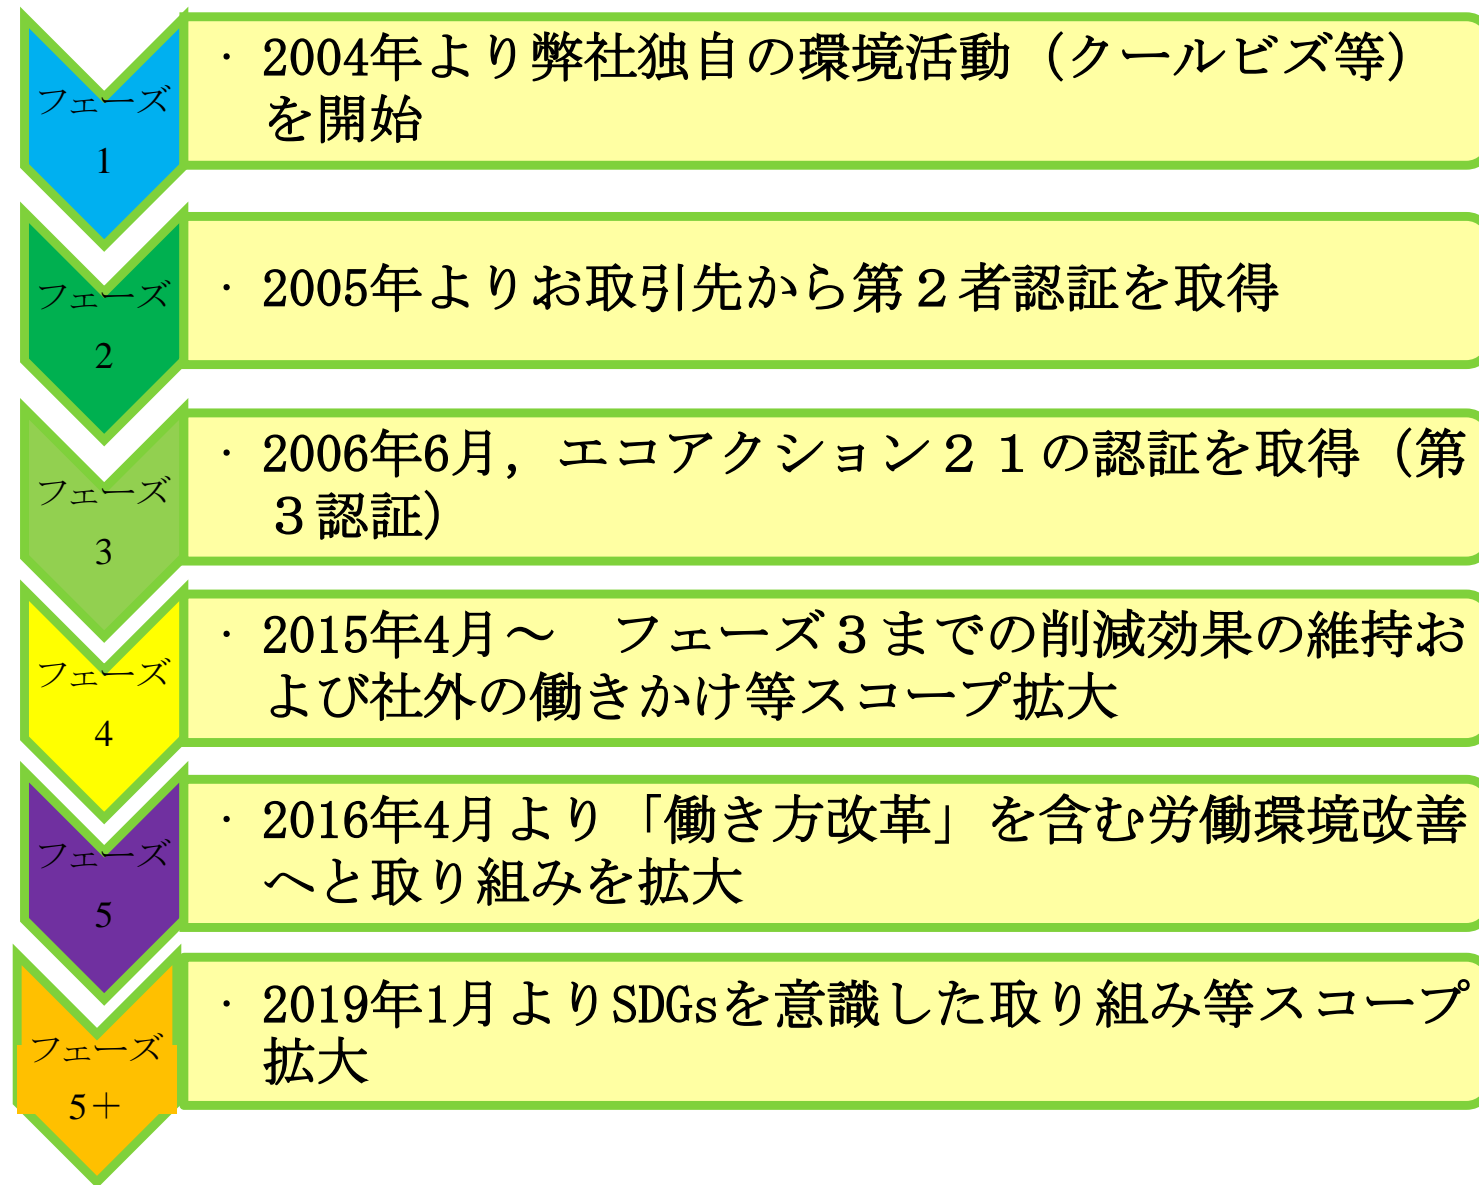 フェーズ
1
・2004年より弊社独自の環境活動（クールビズ等）
を開始
フェーズ
2
・2005年よりお取引先から第２者認証を取得
フェーズ
3
・2006年6月，エコアクション２１の認証を取得（第
３認証）
フェーズ
4
・2015年4月～　フェーズ３までの削減効果の維持お
よび社外の働きかけ等スコープ拡大
フェーズ
5
・2016年4月より「働き方改革」を含む労働環境改善
へと取り組みを拡大
フェーズ
5＋
・2019年1月よりSDGsを意識した取り組み等スコープ
拡大